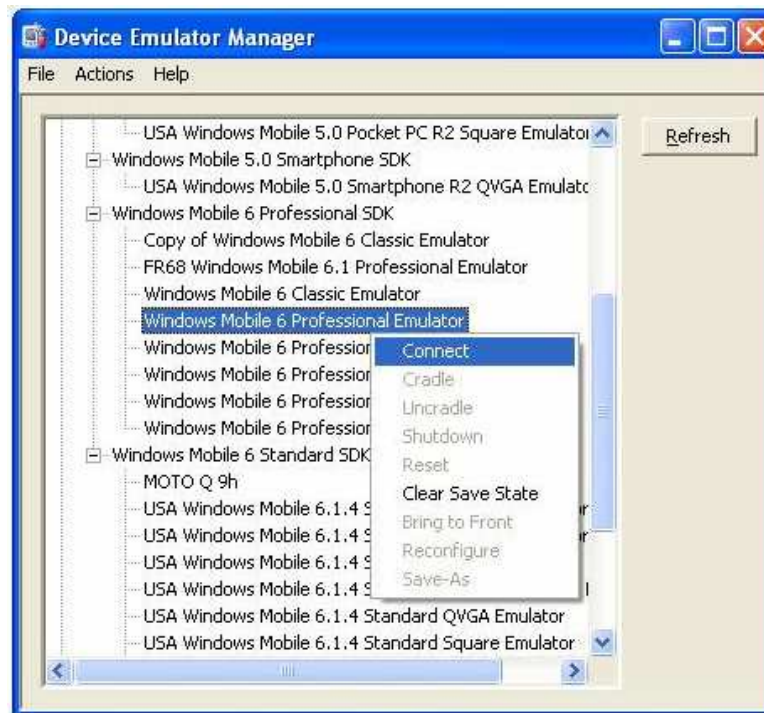 Device Emulator Manager
File Actions Help
Refresh
USA Windows Mobile 5.0 Pocket PC R2 Square Emulator
Windows Mobile 5.0 Smartphone SDK
USA Windows Mobile 5.0 Smartphone R2 QVGA Emulatc
Windows Mobile 6 Professional SDK
Copy of Windows Mobile 6 Classic Emulator
FR68 Windows Mobile 6.1 Professional Emulator
Windows Mobile 6 Classic Emulator
Windows Mobile 6 Professional Emulator
Windows Mobile 6 Profession
Windows Mobile 6 Profession
Windows Mobile 6 Profession
Windows Mobile 6 Profession
Connect
Cradle
Uncradle
Shutdown
Reset
Clear Save State
Bring to Front
Reconfigure
Save-As
Windows Mobile 6 Standard SDK
MOTO Q 9h
USA Windows Mobile 6.1.4 S
USA Windows Mobile 6.1.4 S
USA Windows Mobile 6.1.4 S
USA Windows Mobile 6.1.4 S
USA Windows Mobile 6.1.4 Standard QVGA Emulator
USA Windows Mobile 6.1.4 Standard Square Emulator